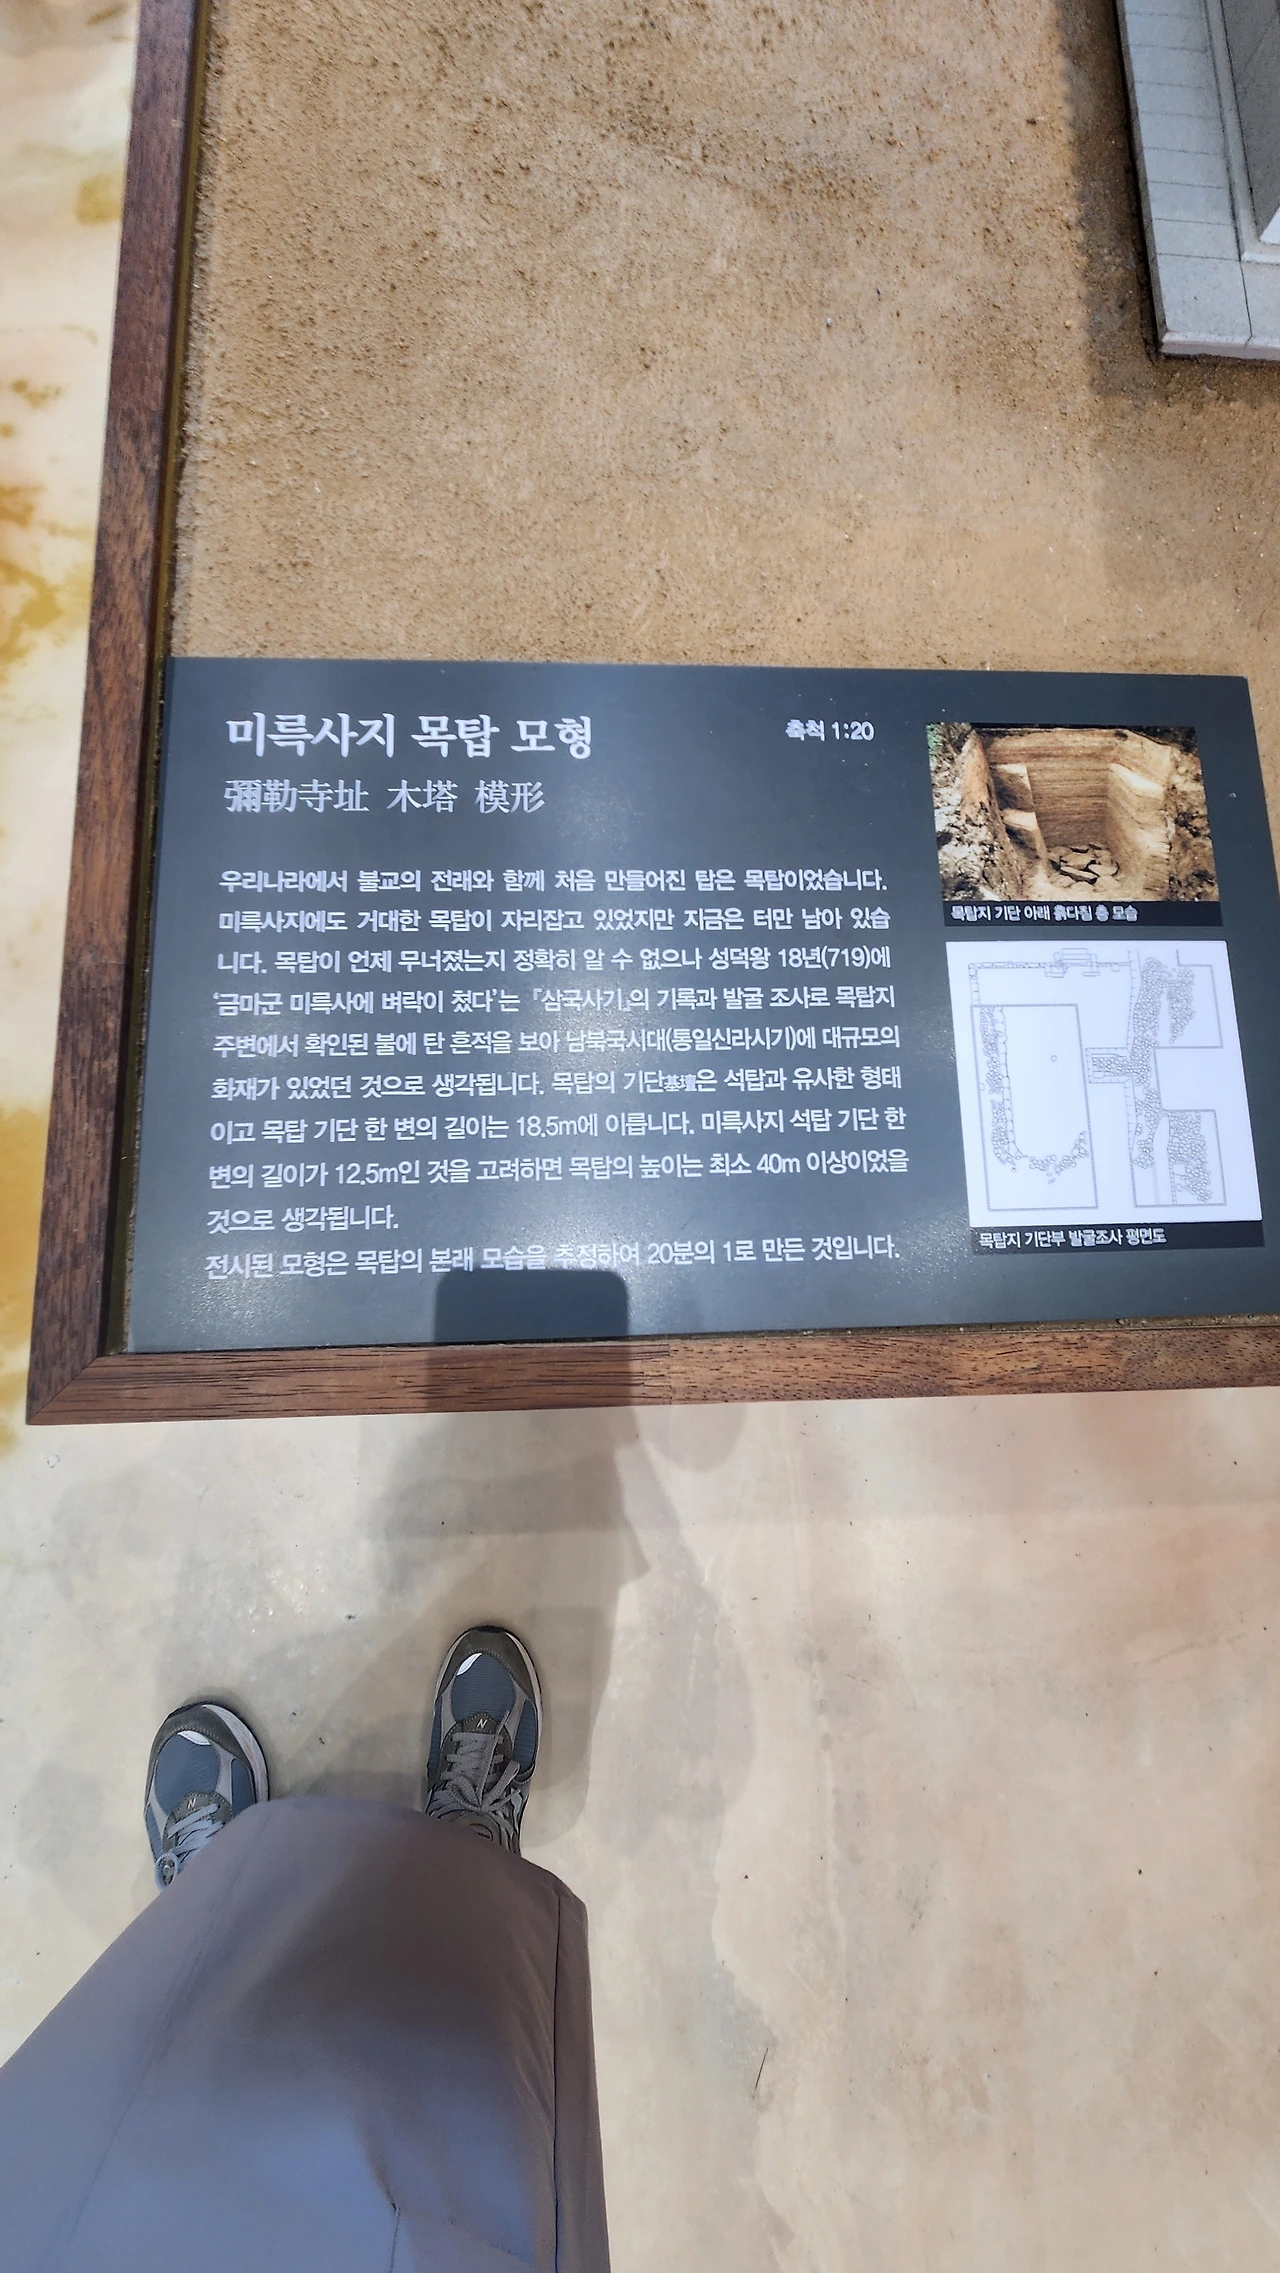 미륵사지 목탑 모형
축척 1:20
彌勒寺址 木塔 模形
우리나라에서 불교의 전래와 함께 처음 만들어진 탑은 목탑이었습니다.
미륵사지에도 거대한 목탑이 자리잡고 있었지만 지금은 터만 남아 있습
니다. 목탑이 언제 무너졌는지 정확히 알 수 없으나 성덕왕 18년(719)에
‘금마군 미륵사에 벼락이 쳤다’는 『삼국사기』의 기록과 발굴 조사로 목탑지
주변에서 확인된 불에 탄 흔적을 보아 남북국시대(통일신라시기)에 대규모의
화재가 있었던 것으로 생각됩니다. 목탑의 기단基壇은 석탑과 유사한 형태
이고 목탑 기단 한 변의 길이는 18.5m에 이릅니다. 미륵사지 석탑 기단 한
변의 길이가 12.5m인 것을 고려하면 목탑의 높이는 최소 40m 이상이었을
것으로 생각됩니다.
전시된 모형은 목탑의 본래 모습을 추정하여 20분의 1로 만든 것입니다.
목탑지 기단 아래 흙다짐 층 모습
목탑지 기단부 발굴조사 평면도
N
N